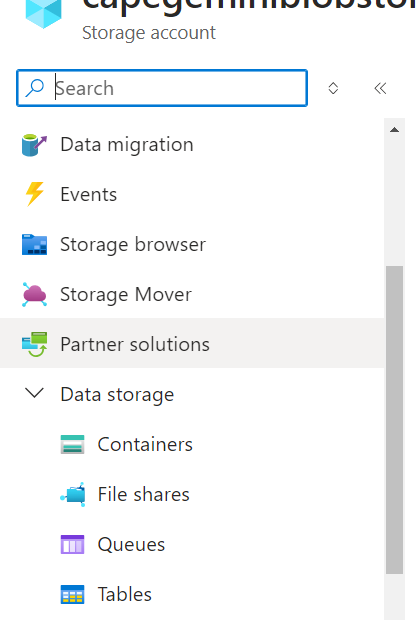 capegeminiblobstor
Storage account
Search
Data migration
Events
Storage browser
Storage Mover
Partner solutions
Data storage
Containers
File shares
Queues
Tables